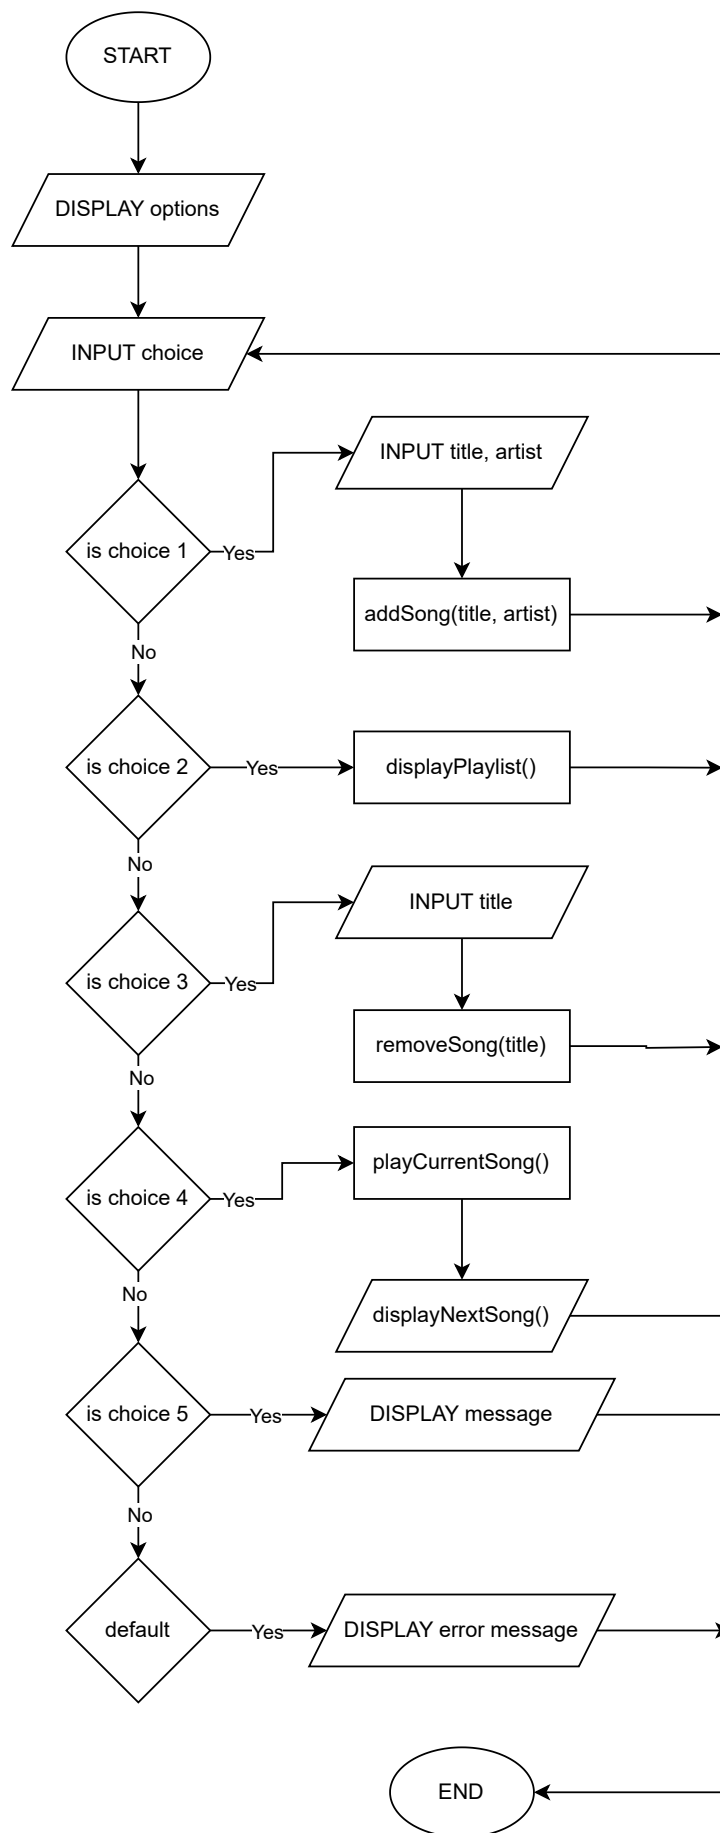 START
DISPLAY options
INPUT choice
INPUT title, artist
is choice 1
Yes
addSong(title, artist)
No
is choice 2
Yes
displayPlaylist()
No
INPUT title
is choice 3
Yes
removeSong(title)
No
playCurrentSong()
is choice 4
Yes
No
displayNextSong()
is choice 5
Yes
DISPLAY message
No
default
Yes
DISPLAY error message
END